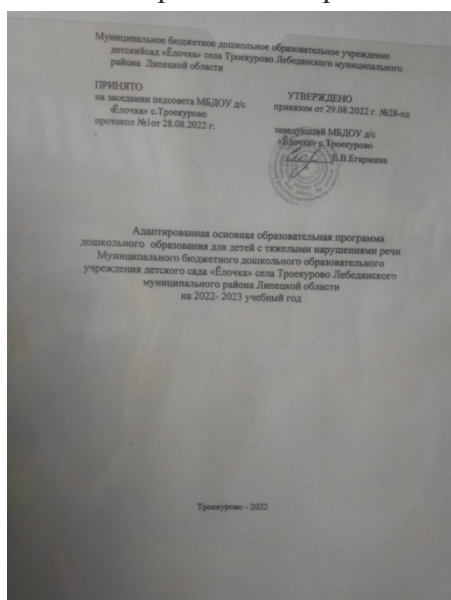 Муниципальное бюджетное дошкольное образовательное учреждение
детскийсад «Ёлочка» села Троекурово Лебедянского муниципального
района Липецкой области
ПРИНЯТО
на заседании педсовета МБДОУ д/с
«Ёлочка» с.Троекурово
протокол №1от 28.08.2022 г.
УТВЕРЖДЕНО
приказом от 29.08.2022 г. №28-од
заведующий МБДОУ д/с
«Ёлочка» с.Троекурово
Е.В.Егармина
Адаптированная основная образовательная программа
дошкольного образования для детей с тяжелыми нарушениями речи
Муниципального бюджетного дошкольного образовательного
учреждения детского сада «Ёлочка» села Троекурово Лебедянского
муниципального района Липецкой области
на 2022- 2023 учебный год
Троекурово - 2022